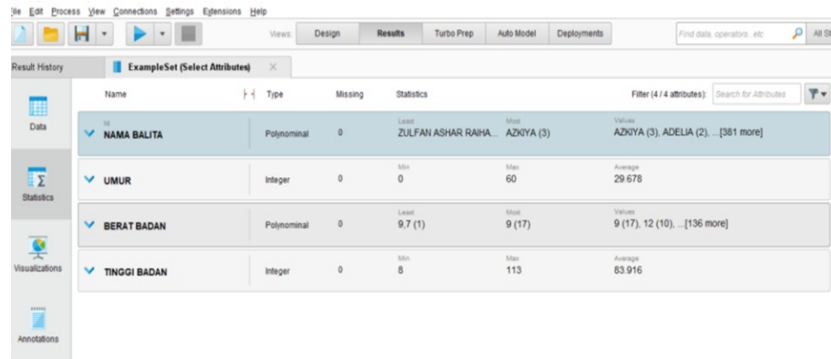 File Edit Process View Connections Settings Extensions Help
Views: Design Results Turbo Prep Auto Model Deployments Find data, operators...etc All St
Result History ExampleSet (Select Attributes)
Name Type Missing Statistics Filter (4 / 4 attributes): Search for Attributes
Data
Id
NAMA BALITA Polynominal 0 Least ZULFAN ASHAR RAIHA... Most AZKIYA (3) Values AZKIYA (3), ADELIA (2), ...[381 more]
Statistics
UMUR Integer 0 Min 0 Max 60 Average 29.678
BERAT BADAN Polynominal 0 Least 9,7 (1) Most 9 (17) Values 9 (17), 12 (10), ...[136 more]
Visualizations
TINGGI BADAN Integer 0 Min 8 Max 113 Average 83.916
Annotations